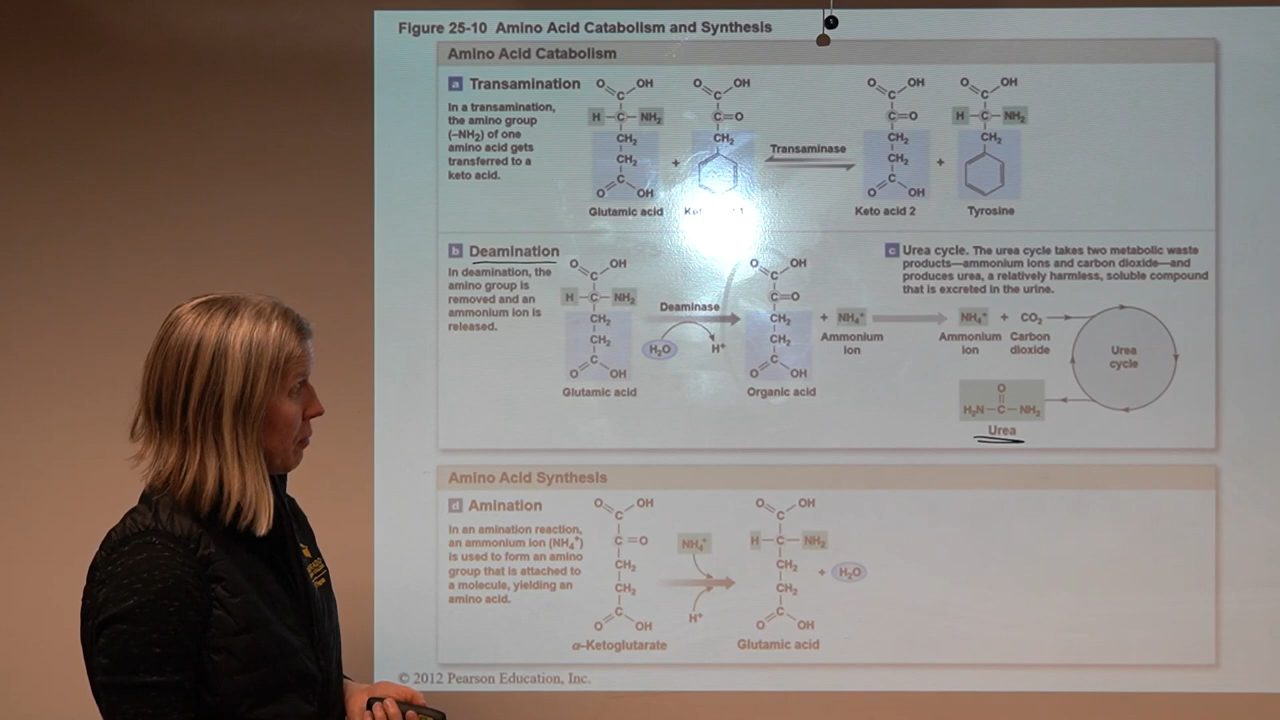 Figure 25-10 Amino Acid Catabolism and Synthesis
Amino Acid Catabolism
a Transamination
In a transamination,
the amino group
(–NH₂) of one
amino acid gets
transferred to a
keto acid.
O OH O OH O OH O OH
C C C C
H – C – NH₂ C=O C=O H – C – NH₂
CH₂ CH₂ CH₂ CH₂
CH₂ + Transaminase CH₂ +
C C
O OH O OH
Glutamic acid Keto acid 2 Tyrosine
b Deamination
In deamination, the
amino group is
removed and an
ammonium ion is
released.
O OH O OH
C C
H – C – NH₂ C=O
CH₂ Deaminase CH₂ + NH₄⁺
CH₂ H₂O H⁺ CH₂ Ammonium
C C ion
O OH O OH
Glutamic acid Organic acid
c Urea cycle. The urea cycle takes two metabolic waste
products—ammonium ions and carbon dioxide—and
produces urea, a relatively harmless, soluble compound
that is excreted in the urine.
NH₄⁺ + CO₂
Ammonium Carbon
ion dioxide
Urea
cycle
O
H₂N – C – NH₂
Urea
Amino Acid Synthesis
d Amination
In an amination reaction,
an ammonium ion (NH₄⁺)
is used to form an amino
group that is attached to
a molecule, yielding an
amino acid.
O OH O OH
C C
C =O NH₄⁺ H – C – NH₂
CH₂ CH₂ + H₂O
CH₂ CH₂
C H⁺ C
O OH O OH
α–Ketoglutarate Glutamic acid
© 2012 Pearson Education, Inc.